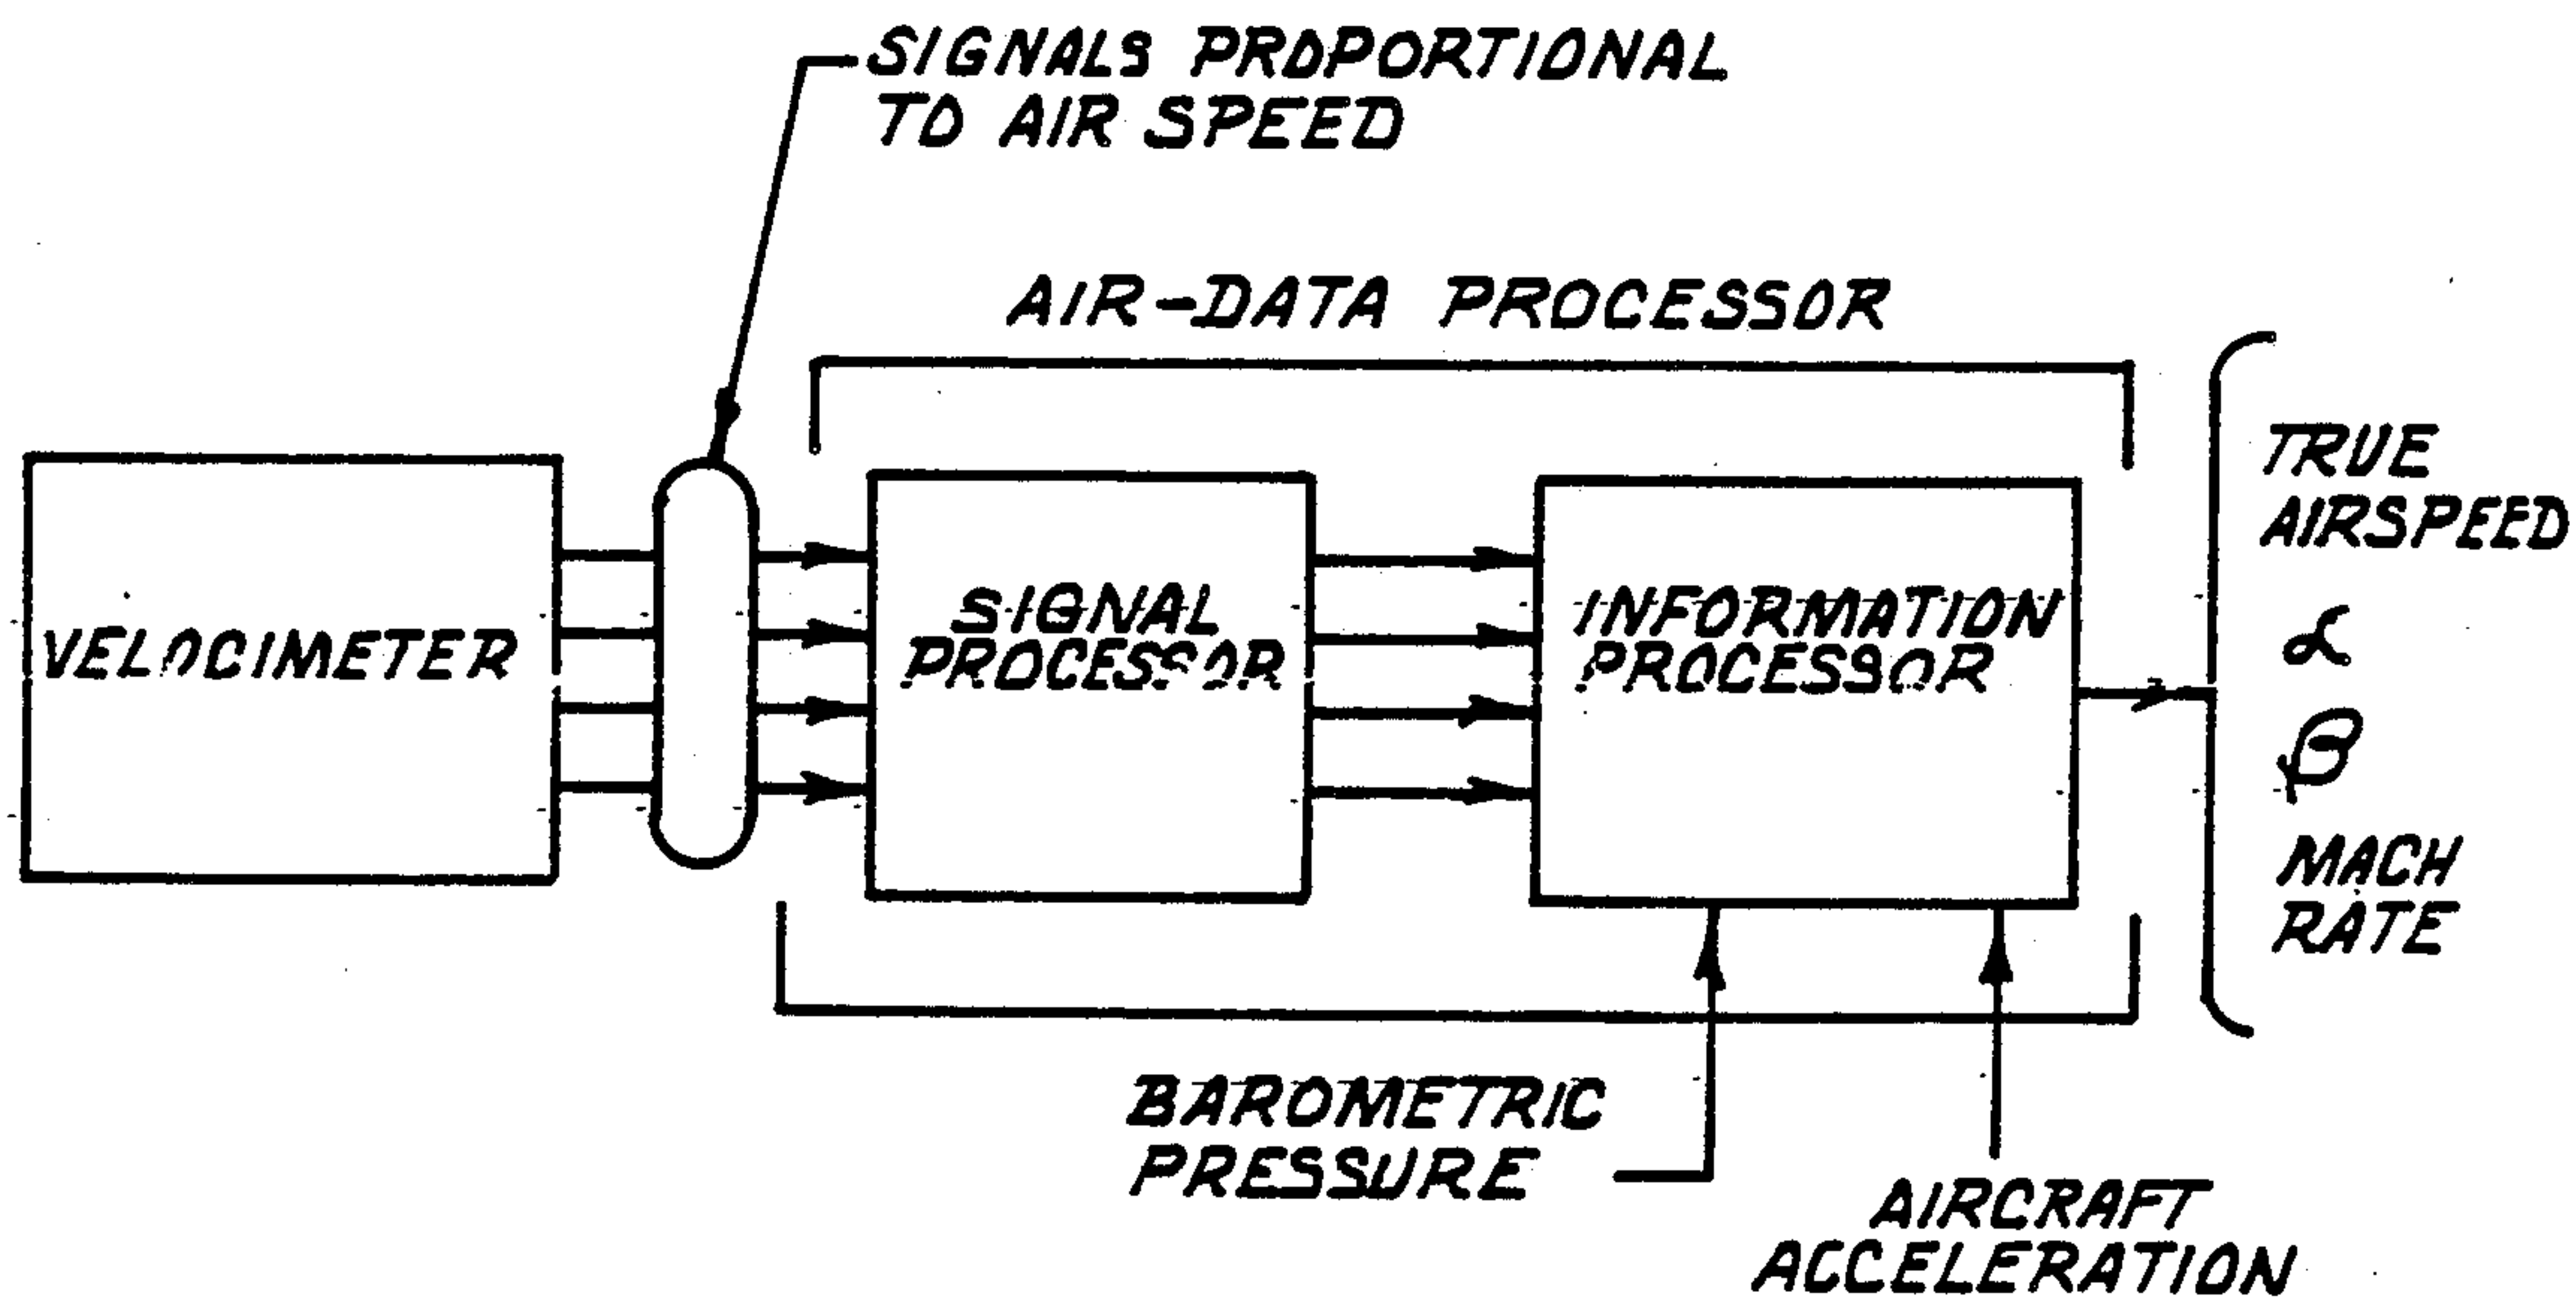 SIGNALS PROPORTIONAL
TO AIR SPEED
AIR-DATA PROCESSOR
VELOCIMETER
SIGNAL
PROCESSOR
INFORMATION
PROCESSOR
TRUE
AIRSPEED
α
β
MACH
RATE
BAROMETRIC
PRESSURE
AIRCRAFT
ACCELERATION